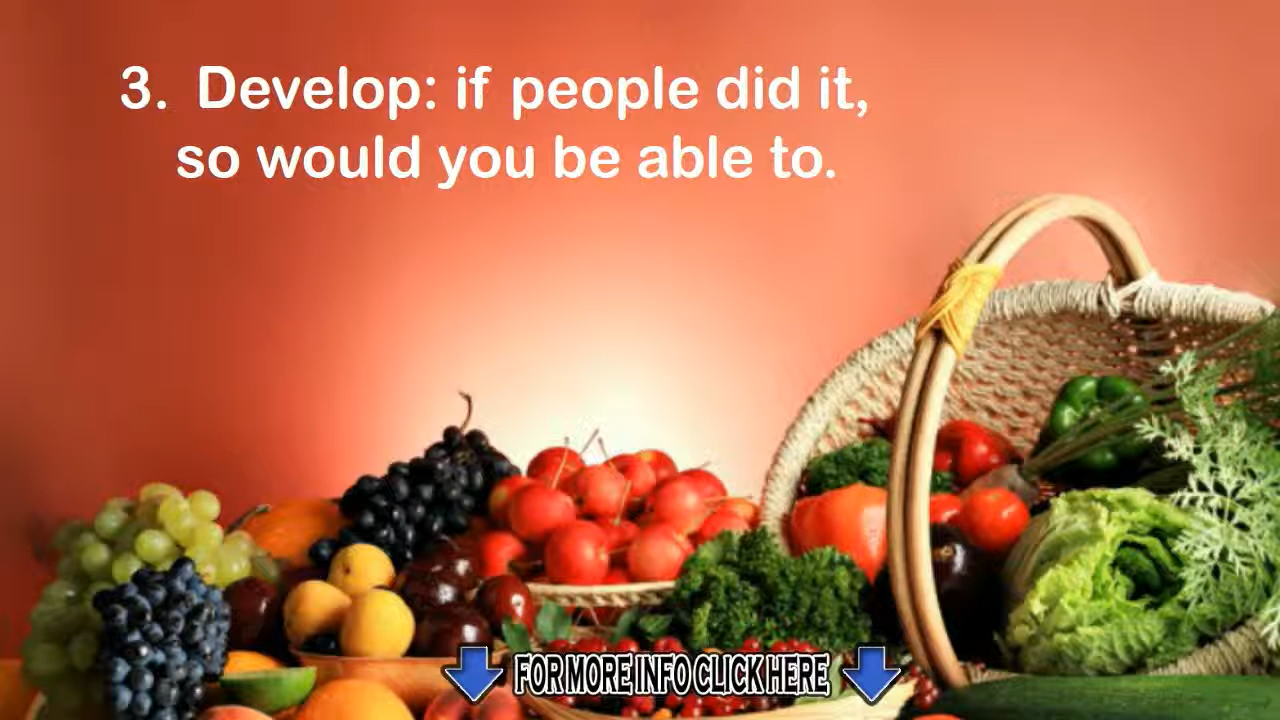 3. Develop: if people did it,
so would you be able to.
FOR MORE INFO CLICK HERE